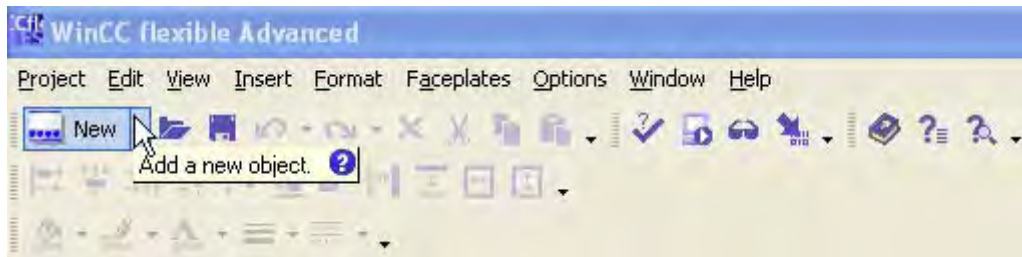 WinCC flexible Advanced
Project Edit View Insert Format Faceplates Options Window Help
New
Add a new object.